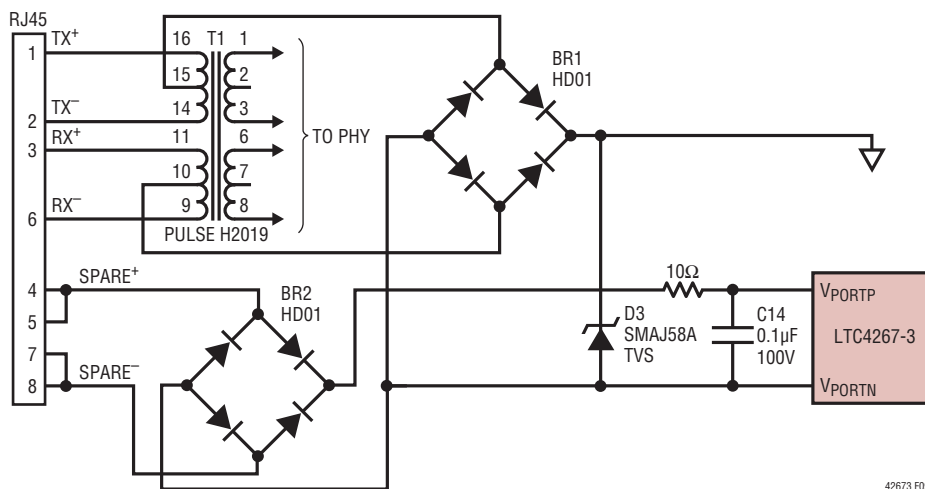 RJ45
1
TX⁺
16
T1
1
15
2
2
TX⁻
14
3
3
RX⁺
11
6
10
7
6
RX⁻
9
8
TO PHY
PULSE H2019
BR1
HD01
4
SPARE⁺
5
7
8
SPARE⁻
BR2
HD01
10Ω
D3
SMAJ58A
TVS
C14
0.1µF
100V
VPORTP
LTC4267-3
VPORTN